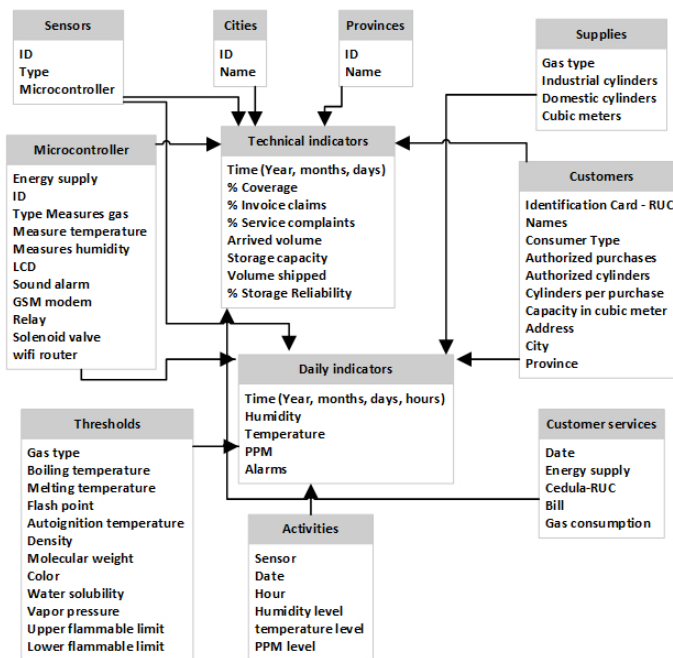 Sensors
ID
Type
Microcontroller
Cities
ID
Name
Provinces
ID
Name
Supplies
Gas type
Industrial cylinders
Domestic cylinders
Cubic meters
Microcontroller
Energy supply
ID
Type Measures gas
Measure temperature
Measures humidity
LCD
Sound alarm
GSM modem
Relay
Solenoid valve
wifi router
Technical indicators
Time (Year, months, days)
% Coverage
% Invoice claims
% Service complaints
Arrived volume
Storage capacity
Volume shipped
% Storage Reliability
Customers
Identification Card - RUC
Names
Consumer Type
Authorized purchases
Authorized cylinders
Cylinders per purchase
Capacity in cubic meter
Address
City
Province
Daily indicators
Time (Year, months, days, hours)
Humidity
Temperature
PPM
Alarms
Thresholds
Gas type
Boiling temperature
Melting temperature
Flash point
Autoignition temperature
Density
Molecular weight
Color
Water solubility
Vapor pressure
Upper flammable limit
Lower flammable limit
Activities
Sensor
Date
Hour
Humidity level
temperature level
PPM level
Customer services
Date
Energy supply
Cedula-RUC
Bill
Gas consumption